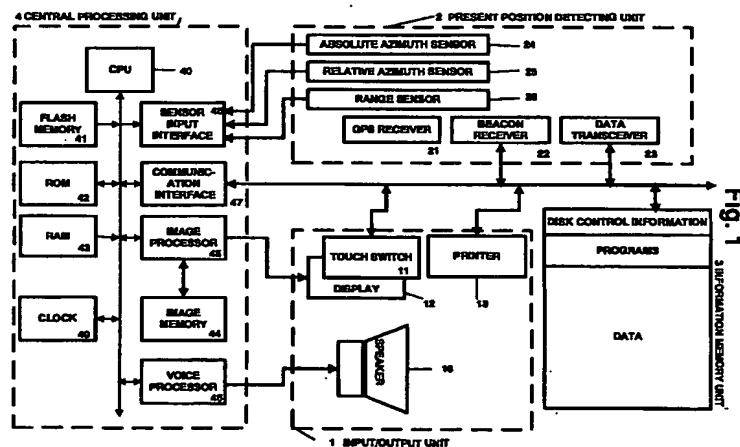 4 CENTRAL PROCESSING UNIT
CPU
40
FLASH MEMORY
41
SENSOR INPUT INTERFACE
ROM
42
COMMUNIC-
ATION
INTERFACE
47
RAM
43
IMAGE
PROCESSOR
45
CLOCK
IMAGE
MEMORY
44
VOICE
PROCESSOR
2 PRESENT POSITION DETECTING UNIT
ABSOLUTE AZIMUTH SENSOR
24
RELATIVE AZIMUTH SENSOR
25
RANGE SENSOR
26
GPS RECEIVER
21
BEACON
RECEIVER
22
DATA
TRANSCEIVER
23
TOUCH SWITCH
11
DISPLAY
12
PRINTER
13
SPEAKER
16
1 INPUT/OUTPUT UNIT
DISK CONTROL INFORMATION
PROGRAMS
DATA
3 INFORMATION MEMORY UNIT
Fig. 1